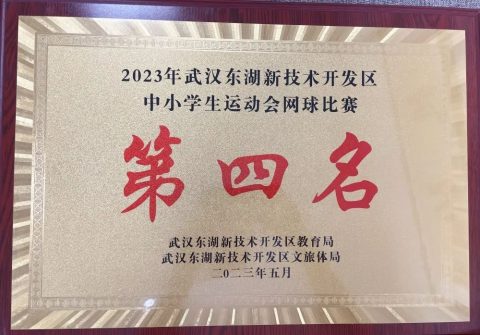 2023年武汉东湖新技术开发区
中小学生运动会网球比赛
第四名
武汉东湖新技术开发区教育局
武汉东湖新技术开发区文旅体局
二〇二三年五月